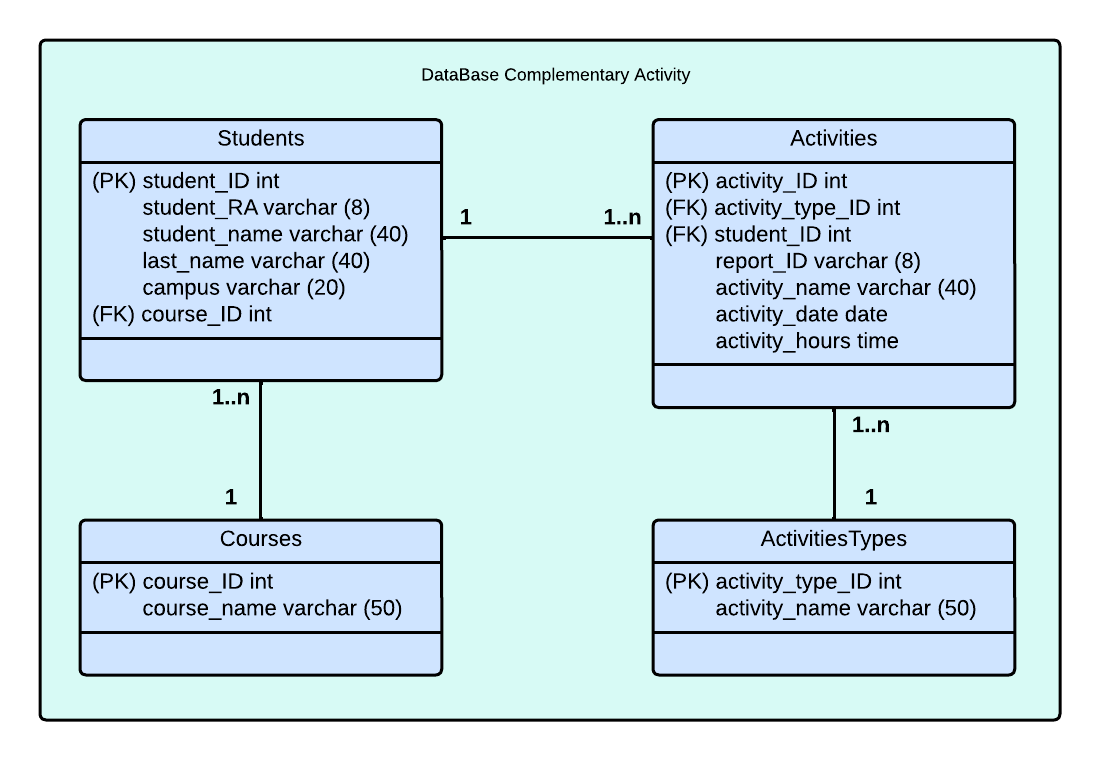 DataBase Complementary Activity
Students
(PK) student_ID int
student_RA varchar (8)
student_name varchar (40)
last_name varchar (40)
campus varchar (20)
(FK) course_ID int
1
1..n
Activities
(PK) activity_ID int
(FK) activity_type_ID int
(FK) student_ID int
report_ID varchar (8)
activity_name varchar (40)
activity_date date
activity_hours time
1..n
1
Courses
(PK) course_ID int
course_name varchar (50)
1..n
1
ActivitiesTypes
(PK) activity_type_ID int
activity_name varchar (50)